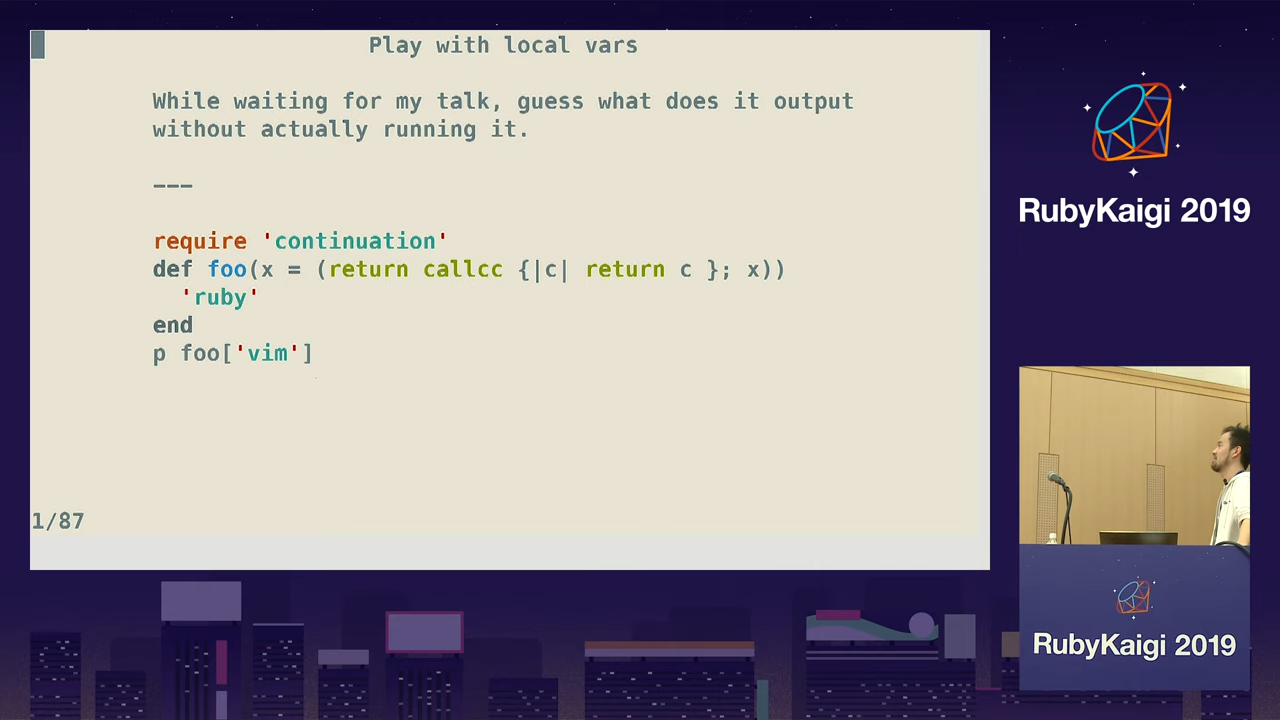 Play with local vars
While waiting for my talk, guess what does it output
without actually running it.
---
require 'continuation'
def foo(x = (return callcc {|c| return c }; x))
  'ruby'
end
p foo['vim']
1/87
RubyKaigi 2019
RubyKaigi 2019